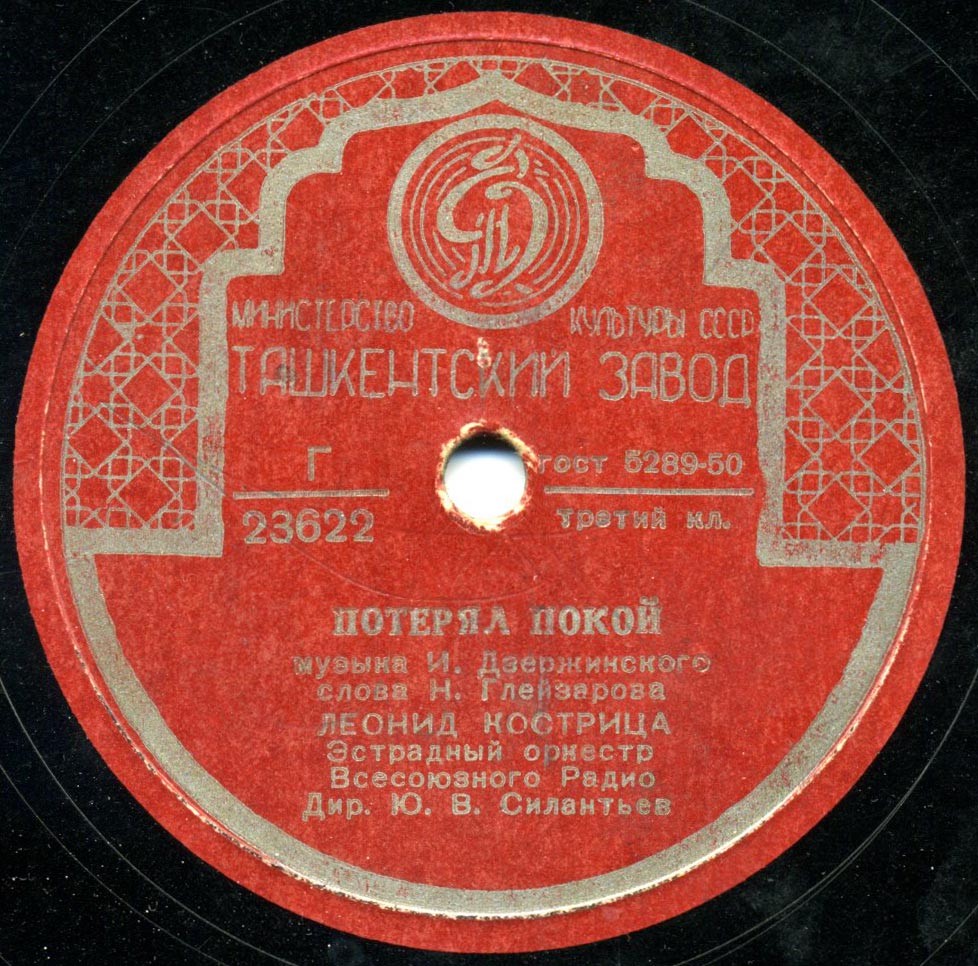 МИНИСТЕРСТВО КУЛЬТУРЫ СССР
ТАШКЕНТСКИЙ ЗАВОД
Г
23622
ГОСТ 5289-50
Третий кл.
ПОТЕРЯЛ ПОКОЙ
музыка И. Дзержинского
слова Н. Глейзарова
ЛЕОНИД КОСТРИЦА
Эстрадный оркестр
Всесоюзного Радио
Дир. Ю. В. Силантьев